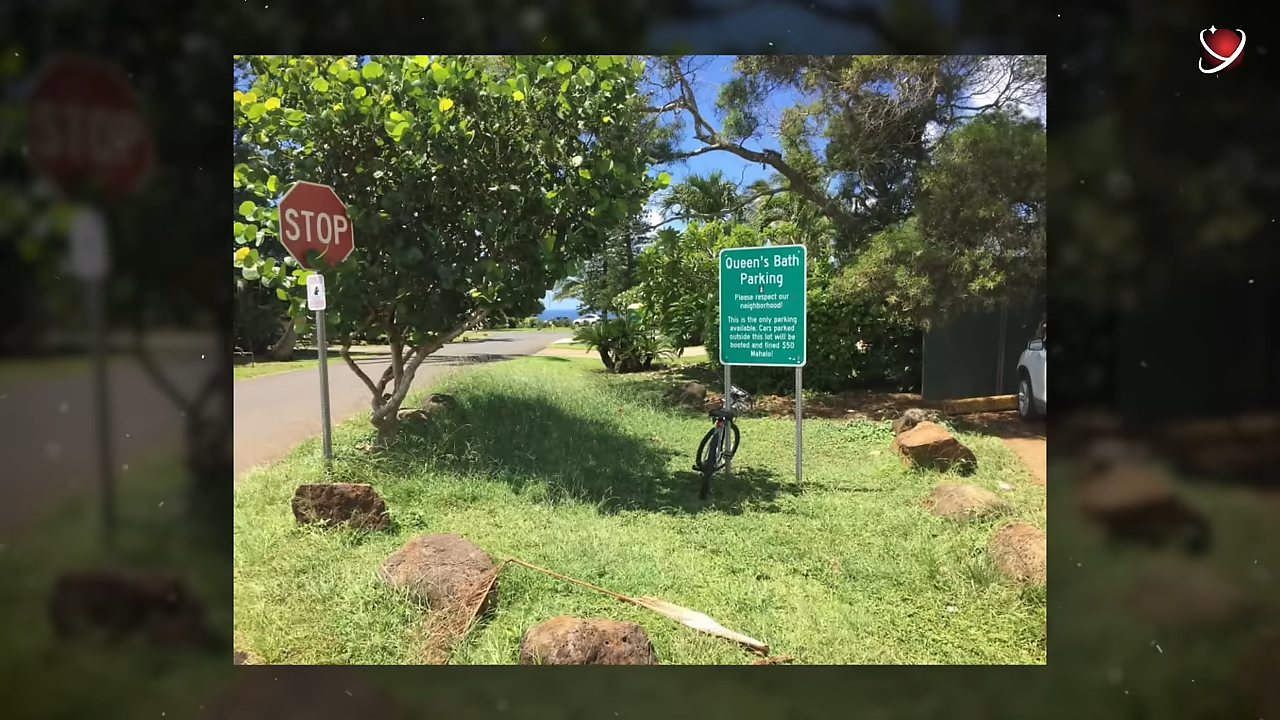 STOP
Queen's Bath
Parking
Please respect our
neighborhood!
This is the only parking
available. Cars parked
outside this lot will be
booted and fined $50
Mahalo!